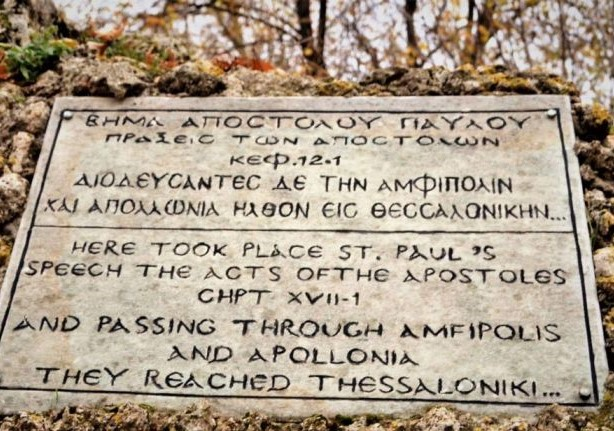 ΒΗΜΑ ΑΠΟCΤΟΛΟΥ ΠΑΥΛΟΥ
ΠΡΑΞΕΙC ΤΩΝ ΑΠΟCΤΟΛΩΝ
ΚΕΦ.12·1
ΔΙΟΔΕΥCΑΝΤΕC ΔΕ ΤΗΝ ΑΜΦΙΠΟΛΙΝ
ΚΑΙ ΑΠΟΛΛΩΝΙΑ ΗΛΘΟΝ ΕΙC ΘΕCCΑΛΟΝΙΚΗΝ...
HERE TOOK PLACE ST. PAUL'S
SPEECH THE ACTS OFTHE APOSTOLES
CHPT XVII-1
AND PASSING THROUGH AMFIPOLIS
AND APOLLONIA
THEY REACHED THESSALONIKI...